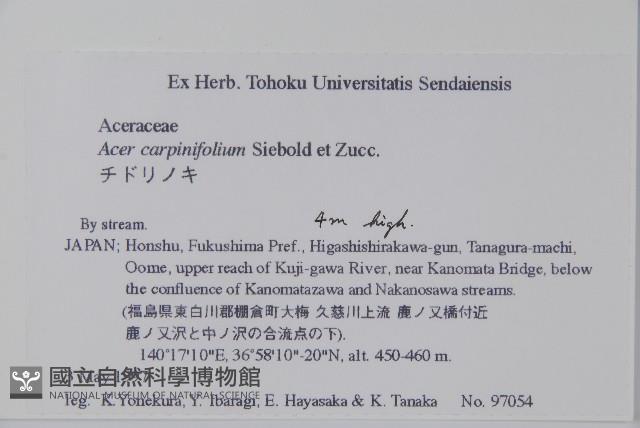 Ex Herb. Tohoku Universitatis Sendaiensis
Aceraceae
Acer carpinifolium Siebold et Zucc.
チドリノキ
By stream. 4m high.
JAPAN; Honshu, Fukushima Pref., Higashishirakawa-gun, Tanagura-machi,
Oome, upper reach of Kuji-gawa River, near Kanomata Bridge, below
the confluence of Kanomatazawa and Nakanosawa streams.
(福島県東白川郡棚倉町大梅 久慈川上流 鹿ノ又橋付近
鹿ノ又沢と中ノ沢の合流点の下).
140°17'10"E, 36°58'10"-20"N, alt. 450-460 m.
May
國立自然科學博物館
NATIONAL MUSEUM OF NATURAL SCIENCE
leg. K. Yonekura, Y. Ibaragi, E. Hayasaka & K. Tanaka No. 97054